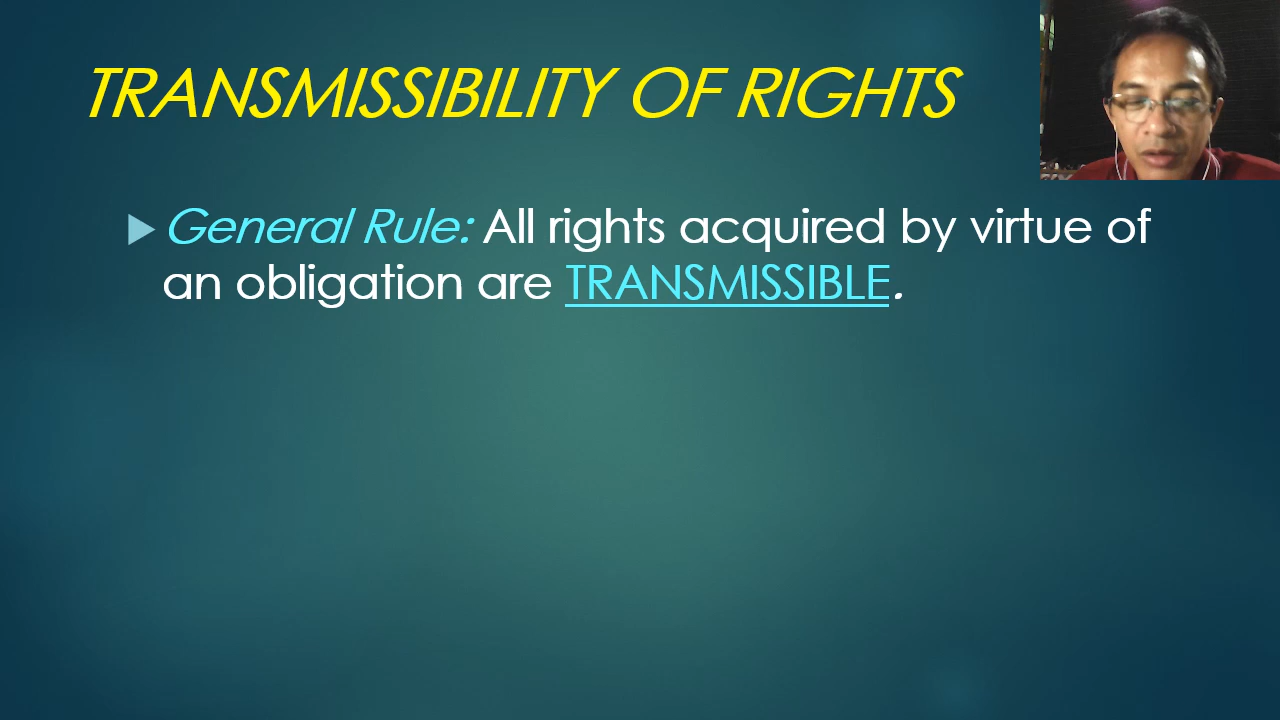 TRANSMISSIBILITY OF RIGHTS
General Rule: All rights acquired by virtue of
an obligation are TRANSMISSIBLE.